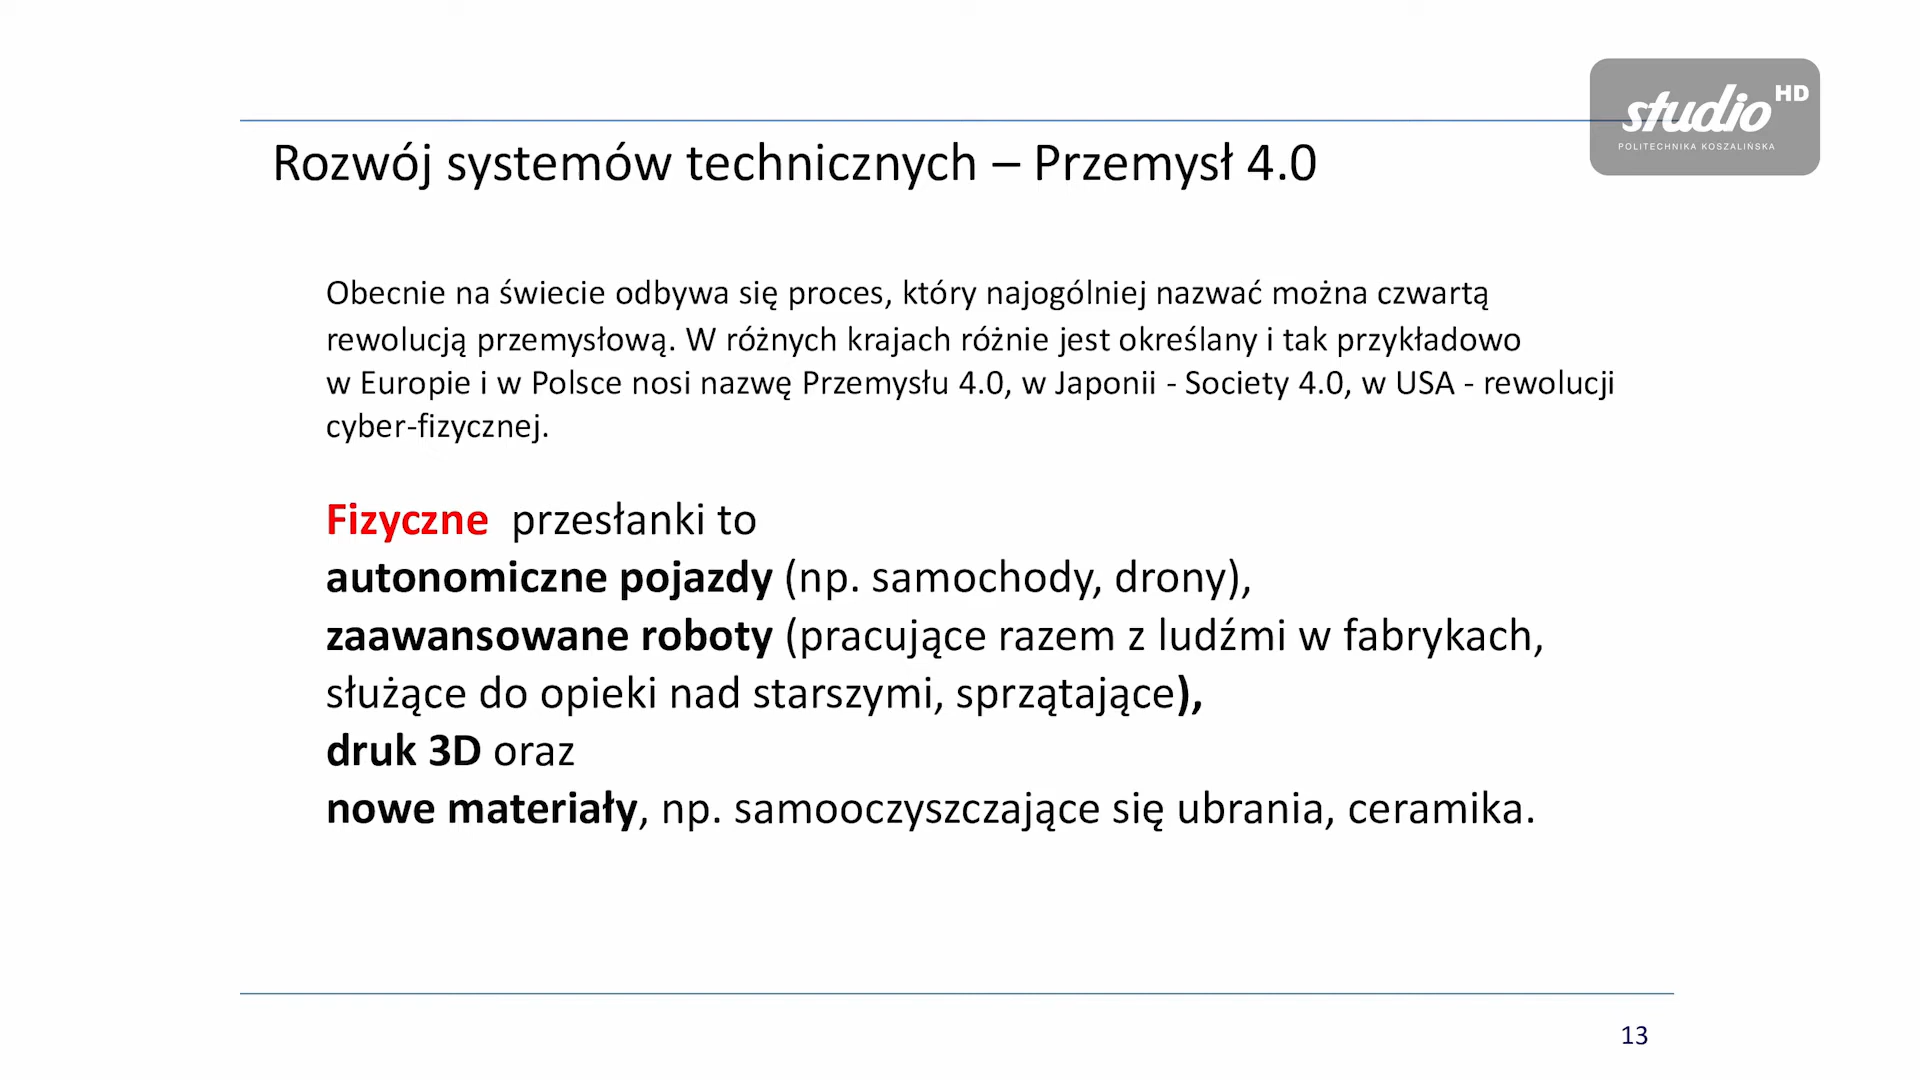 studio HD
POLITECHNIKA KOSZALIŃSKA
Rozwój systemów technicznych – Przemysł 4.0
Obecnie na świecie odbywa się proces, który najogólniej nazwać można czwartą
rewolucją przemysłową. W różnych krajach różnie jest określany i tak przykładowo
w Europie i w Polsce nosi nazwę Przemysłu 4.0, w Japonii - Society 4.0, w USA - rewolucji
cyber-fizycznej.
Fizyczne przesłanki to
autonomiczne pojazdy (np. samochody, drony),
zaawansowane roboty (pracujące razem z ludźmi w fabrykach,
służące do opieki nad starszymi, sprzątające),
druk 3D oraz
nowe materiały, np. samooczyszczające się ubrania, ceramika.
13